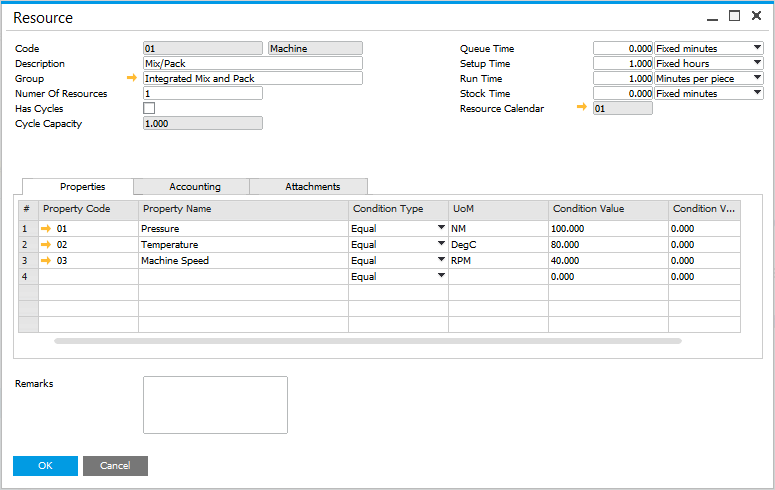 Resource
Code 01 Machine
Description Mix/Pack
Group Integrated Mix and Pack
Numer Of Resources 1
Has Cycles
Cycle Capacity 1.000
Queue Time 0.000 Fixed minutes
Setup Time 1.000 Fixed hours
Run Time 1.000 Minutes per piece
Stock Time 0.000 Fixed minutes
Resource Calendar 01
Properties Accounting Attachments
# Property Code Property Name Condition Type UoM Condition Value Condition V...
1 01 Pressure Equal NM 100.000 0.000
2 02 Temperature Equal DegC 80.000 0.000
3 03 Machine Speed Equal RPM 40.000 0.000
4 Equal 0.000 0.000
Remarks
OK Cancel